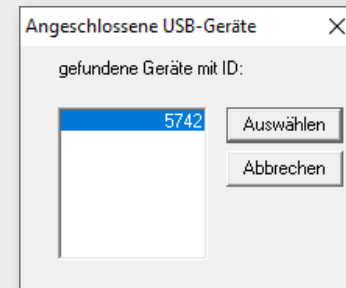 Angeschlossene USB-Geräte
gefundene Geräte mit ID:
5742
Auswählen
Abbrechen